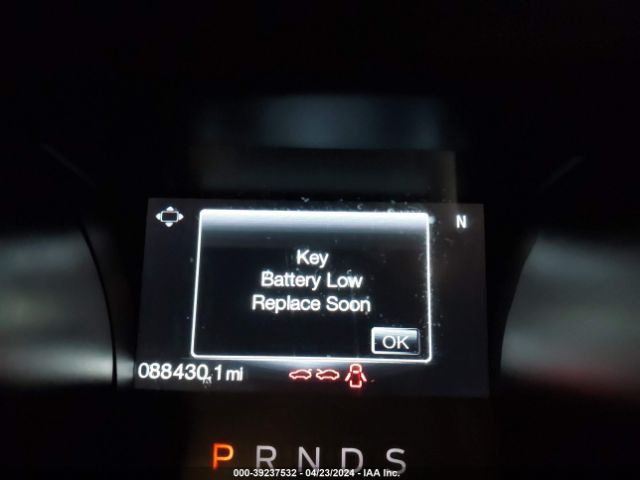 N
Key
Battery Low
Replace Soon
OK
088430.1 mi
P R N D S
000-39237532 - 04/23/2024 - IAA Inc.